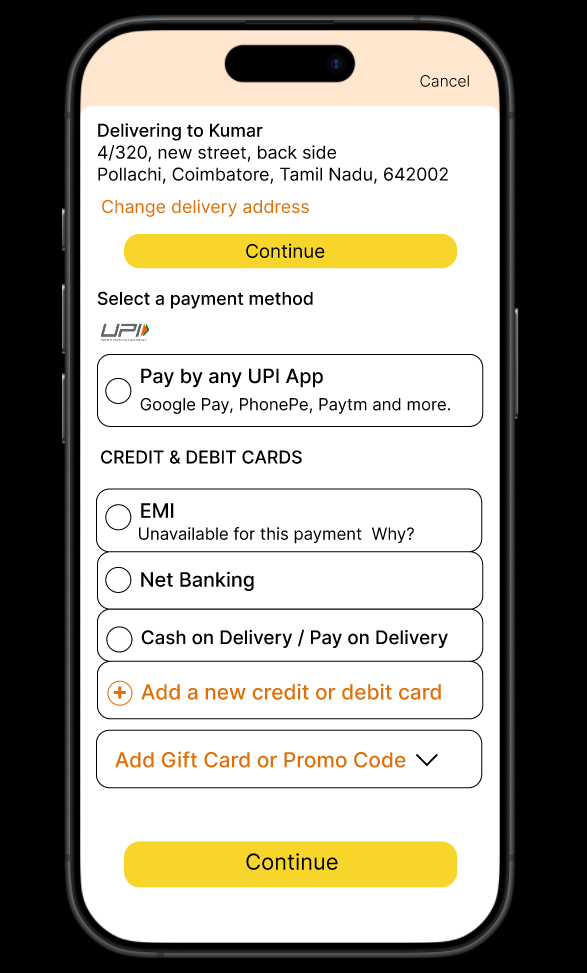 Cancel
Delivering to Kumar
4/320, new street, back side
Pollachi, Coimbatore, Tamil Nadu, 642002
Change delivery address
Continue
Select a payment method
UPI
Pay by any UPI App
Google Pay, PhonePe, Paytm and more.
CREDIT & DEBIT CARDS
EMI
Unavailable for this payment Why?
Net Banking
Cash on Delivery / Pay on Delivery
Add a new credit or debit card
Add Gift Card or Promo Code
Continue